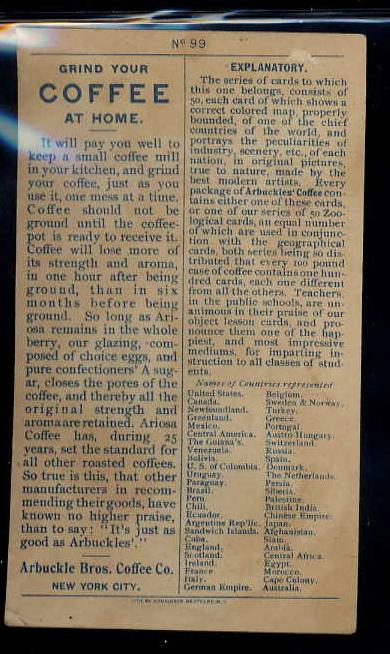 No 99
GRIND YOUR
COFFEE
AT HOME.
It will pay you well to
keep a small coffee mill
in your kitchen, and grind
your coffee, just as you
use it, one mess at a time.
Coffee should not be
ground until the coffee-
pot is ready to receive it.
Coffee will lose more of
its strength and aroma,
in one hour after being
ground, than in six
months before being
ground. So long as Ari-
osa remains in the whole
berry, our glazing, com-
posed of choice eggs, and
pure confectioners' A sug-
ar, closes the pores of the
coffee, and thereby all the
original strength and
aroma are retained. Ariosa
Coffee has, during 25
years, set the standard for
all other roasted coffees.
So true is this, that other
manufacturers in recom-
mending their goods, have
known no higher praise,
than to say: "It's just as
good as Arbuckles'."
Arbuckle Bros. Coffee Co.
NEW YORK CITY.
EXPLANATORY.
The series of cards to which
this one belongs, consists of
50, each card of which shows a
correct colored map, properly
bounded, of one of the chief
countries of the world, and
portrays the peculiarities of
industry, scenery, etc., of each
nation, in original pictures,
true to nature, made by the
best modern artists. Every
package of Arbuckles' Coffee con-
tains either one of these cards,
or one of our series of 50 Zoo-
logical cards, an equal number
of which are used in conjunc-
tion with the geographical
cards, both series being so dis-
tributed that every 100 pound
case of coffee contains one hun-
dred cards, each one different
from all the others. Teachers,
in the public schools, are un-
animous in their praise of our
object lesson cards, and pro-
nounce them one of the hap-
piest, and most impressive
mediums, for imparting in-
struction to all classes of stud-
ents.
Names of Countries represented
United States. Belgium.
Canada. Sweden & Norway.
Newfoundland. Turkey.
Greenland. Greece.
Mexico. Portugal
Central America. Austro-Hungary.
The Guiana's. Switzerland.
Venezuela. Russia.
Bolivia. Spain.
U. S. of Colombia. Denmark.
Uruguay. The Netherlands.
Paraguay. Persia.
Brazil. Siberia.
Peru. Palestine.
Chili. British India.
Ecuador. Chinese Empire.
Argentine Rep'lic. Japan.
Sandwich Islands. Afghanistan.
Cuba. Siam.
England. Arabia.
Scotland. Central Africa.
Ireland. Egypt.
France. Morocco.
Italy. Cape Colony.
German Empire. Australia.